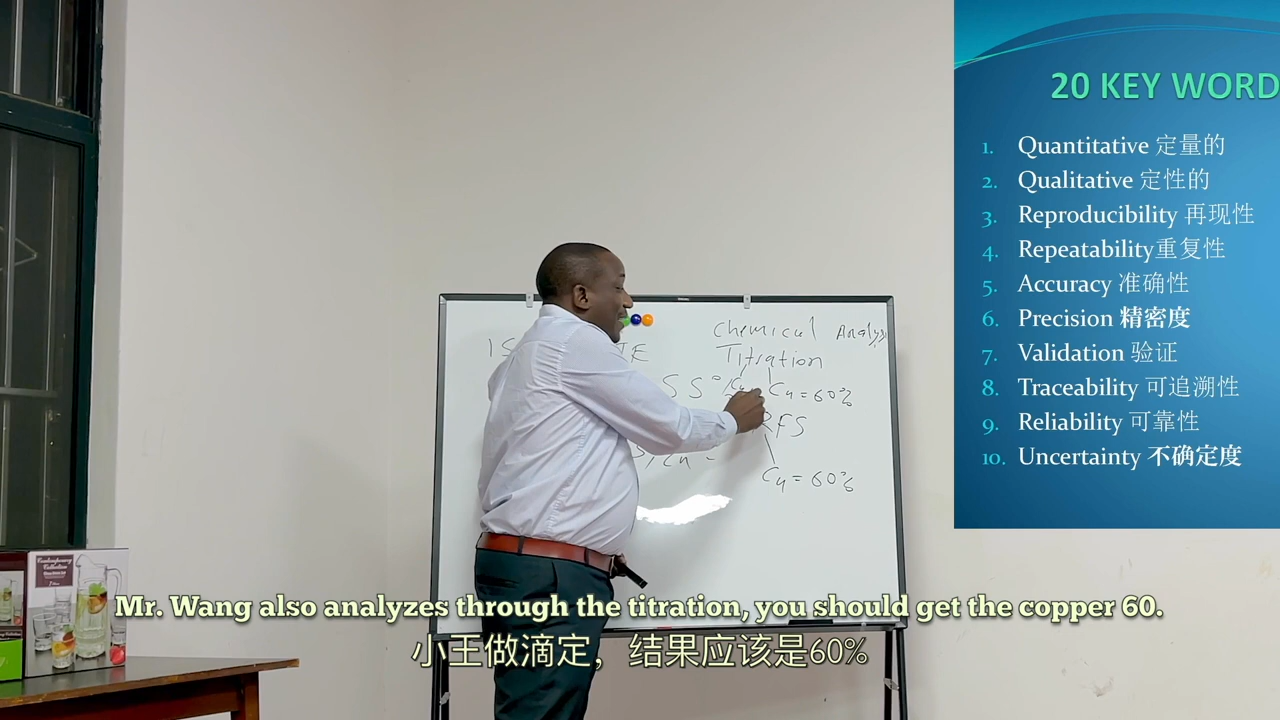 20 KEY WORD
1. Quantitative 定量的
2. Qualitative 定性的
3. Reproducibility 再现性
4. Repeatability重复性
5. Accuracy 准确性
6. Precision 精密度
7. Validation 验证
8. Traceability 可追溯性
9. Reliability 可靠性
10. Uncertainty 不确定度
Chemical Analys
IS
Titration
SS
Cu = 60%
Cu = 60%
Contemporary
Collection
Mr. Wang also analyzes through the titration, you should get the copper 60.
小王做滴定，结果应该是60%